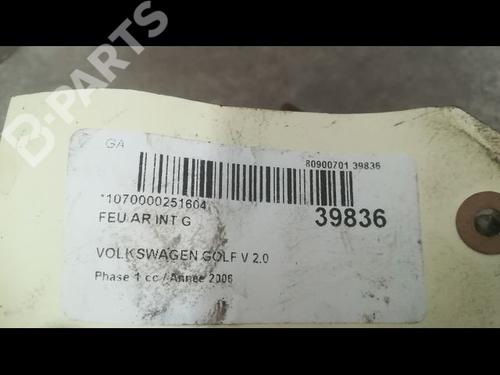 B-PARTS
GA
80900701 39836
*1070000251604
39836
FEU AR INT G
VOLKSWAGEN GOLF V 2.0
Phase 1 cc / Année 2006